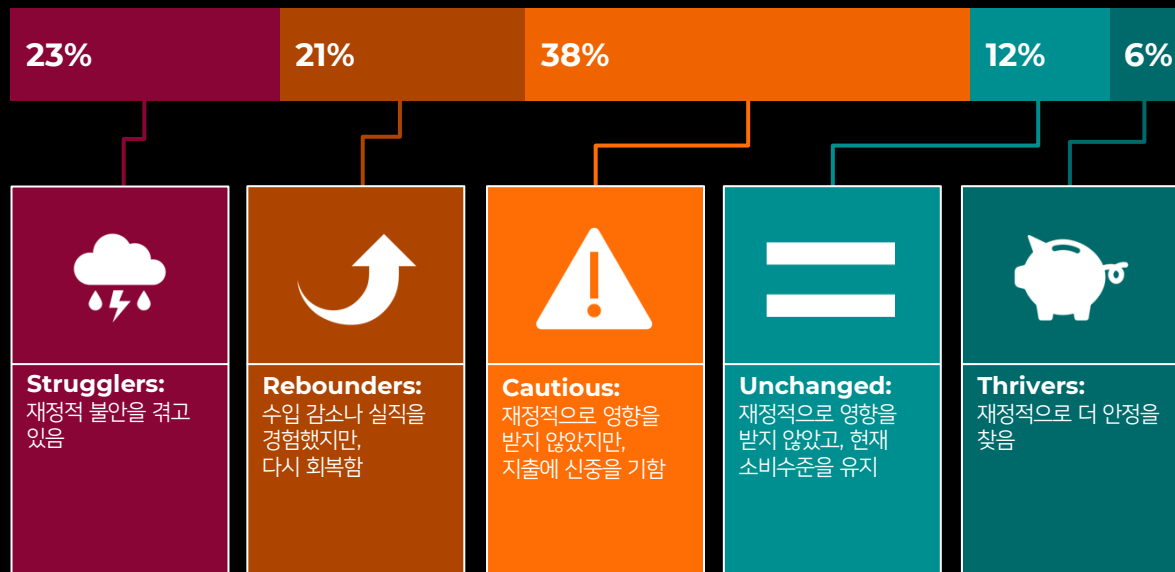 23%
21%
38%
12%
6%
Strugglers:
재정적 불안을 겪고
있음
Rebounders:
수입 감소나 실직을
경험했지만,
다시 회복함
Cautious:
재정적으로 영향을
받지 않았지만,
지출에 신중을 기함
Unchanged:
재정적으로 영향을
받지 않았고, 현재
소비수준을 유지
Thrivers:
재정적으로 더 안정을
찾음